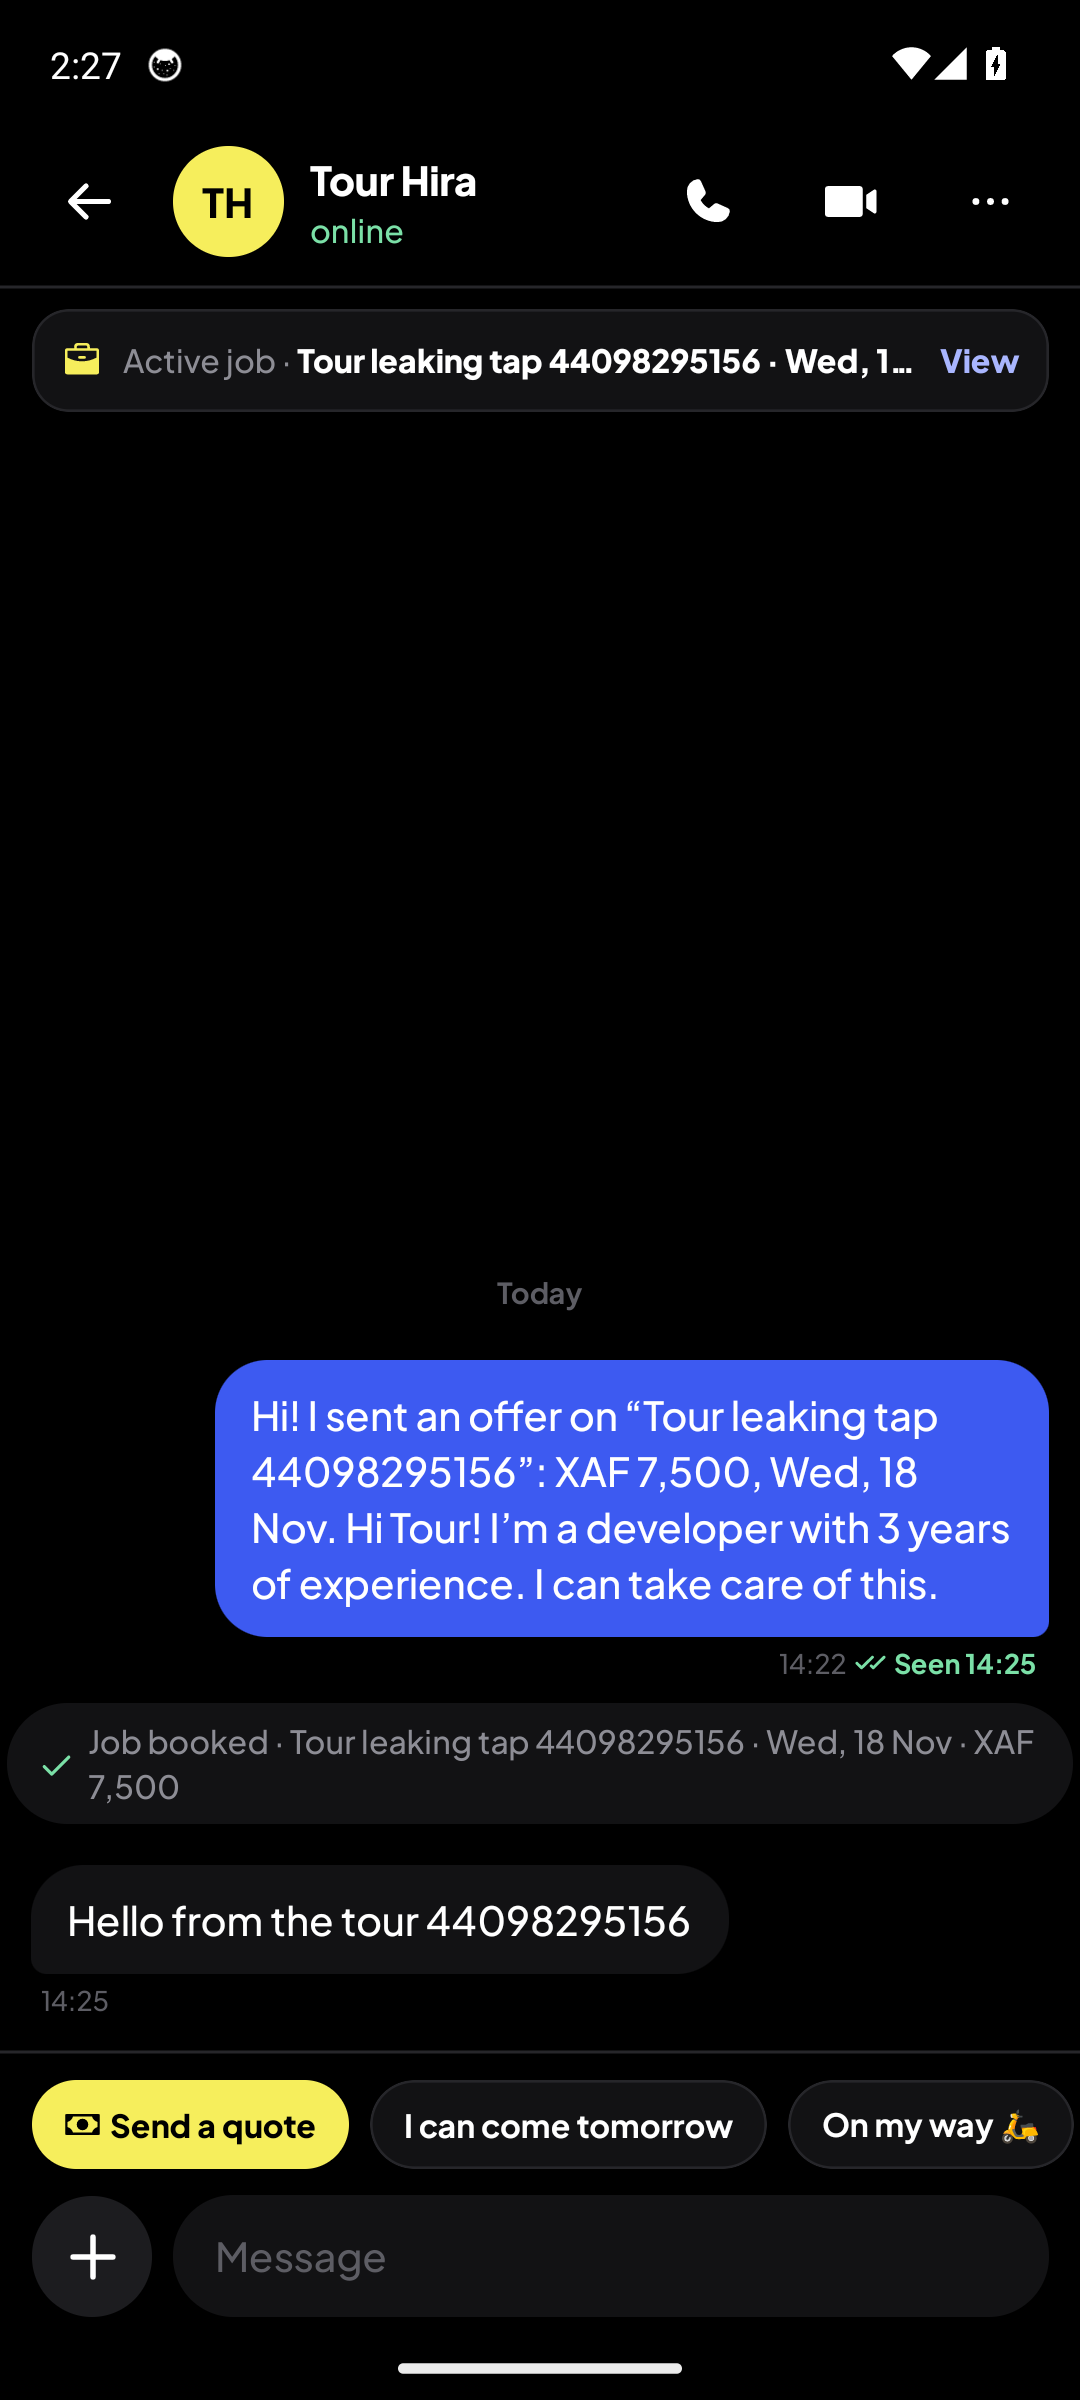 2:27
TH
Tour Hira
online
Active job · Tour leaking tap 44098295156 · Wed, 1... View
Today
Hi! I sent an offer on “Tour leaking tap
44098295156”: XAF 7,500, Wed, 18
Nov. Hi Tour! I’m a developer with 3 years
of experience. I can take care of this.
14:22 Seen 14:25
Job booked · Tour leaking tap 44098295156 · Wed, 18 Nov · XAF
7,500
Hello from the tour 44098295156
14:25
Send a quote
I can come tomorrow
On my way 🛵
Message